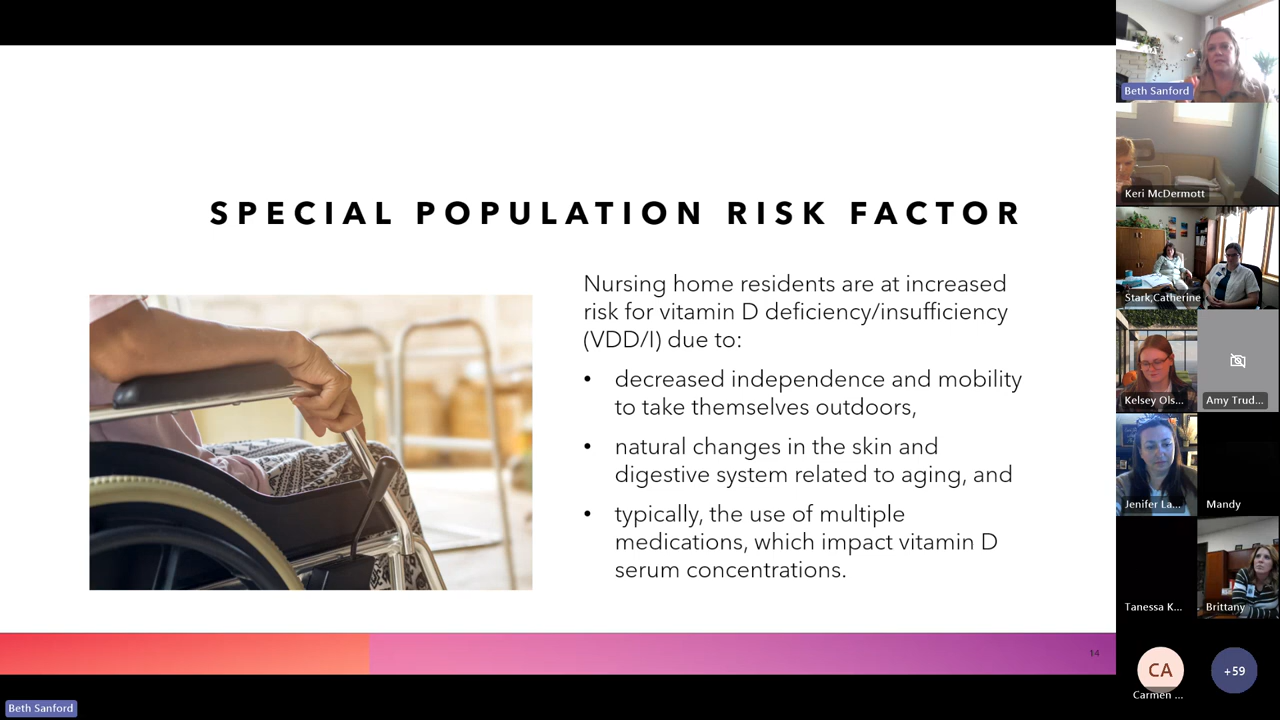 SPECIAL POPULATION RISK FACTOR
Nursing home residents are at increased
risk for vitamin D deficiency/insufficiency
(VDD/I) due to:
• decreased independence and mobility
to take themselves outdoors,
• natural changes in the skin and
digestive system related to aging, and
• typically, the use of multiple
medications, which impact vitamin D
serum concentrations.
14
Beth Sanford
Beth Sanford
Keri McDermott
Stark,Catherine
Kelsey Ols...
Amy Trud...
Jenifer La...
Mandy
Tanessa K...
Brittany
CA
Carmen ...
+59